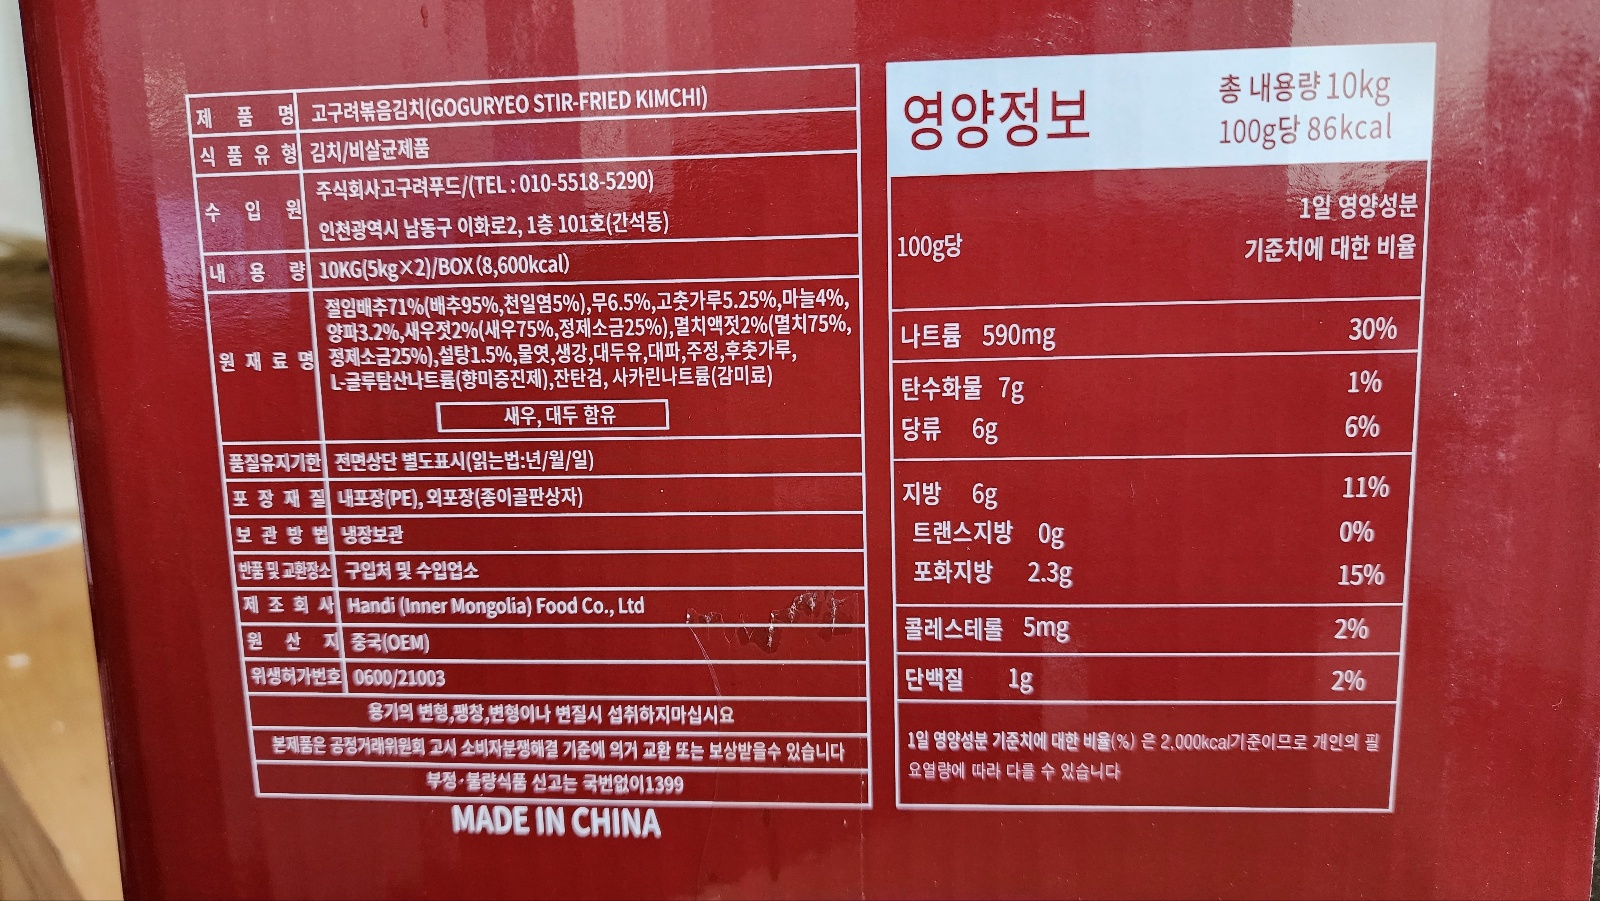 제 품 명 고구려볶음김치(GOGURYEO STIR-FRIED KIMCHI)
식 품 유 형 김치/비살균제품
수 입 원 주식회사고구려푸드/(TEL : 010-5518-5290)
인천광역시 남동구 이화로2, 1층 101호(간석동)
내 용 량 10KG(5kg×2)/BOX(8,600kcal)
원 재 료 명 절임배추71%(배추95%,천일염5%),무6.5%,고춧가루5.25%,마늘4%,
양파3.2%,새우젓2%(새우75%,정제소금25%),멸치액젓2%(멸치75%,
정제소금25%),설탕1.5%,물엿,생강,대두유,대파,주정,후춧가루,
L-글루탐산나트륨(향미증진제),잔탄검, 사카린나트륨(감미료)
새우, 대두 함유
품질유지기한 전면상단 별도표시(읽는법:년/월/일)
포 장 재 질 내포장(PE), 외포장(종이골판상자)
보 관 방 법 냉장보관
반품 및 교환장소 구입처 및 수입업소
제 조 회 사 Handi (Inner Mongolia) Food Co., Ltd
원 산 지 중국(OEM)
위생허가번호 0600/21003
용기의 변형,팽창,변형이나 변질시 섭취하지마십시요
본제품은 공정거래위원회 고시 소비자분쟁해결 기준에 의거 교환 또는 보상받을수 있습니다
부정·불량식품 신고는 국번없이1399
MADE IN CHINA
영양정보
총 내용량 10kg
100g당 86kcal
100g당
1일 영양성분
기준치에 대한 비율
나트륨 590mg 30%
탄수화물 7g 1%
당류 6g 6%
지방 6g 11%
트랜스지방 0g 0%
포화지방 2.3g 15%
콜레스테롤 5mg 2%
단백질 1g 2%
1일 영양성분 기준치에 대한 비율(%) 은 2,000kcal기준이므로 개인의 필
요열량에 따라 다를 수 있습니다